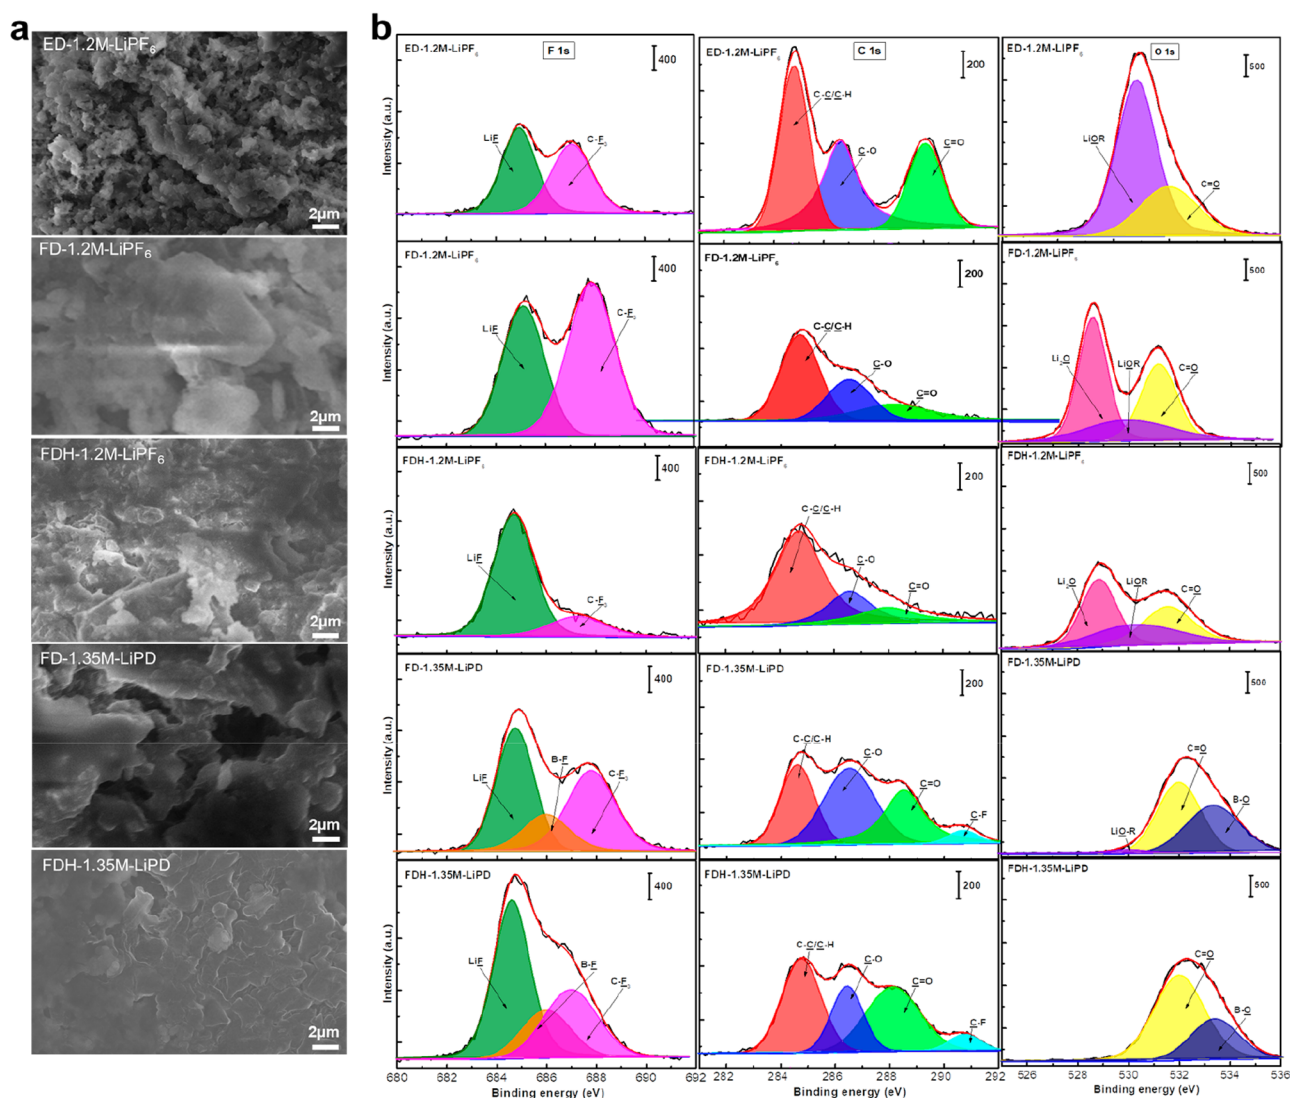 a
ED-1.2M-LiPF₆
2μm
FD-1.2M-LiPF₆
2μm
FDH-1.2M-LiPF₆
2μm
FD-1.35M-LiPD
2μm
FDH-1.35M-LiPD
2μm
b
ED-1.2M-LiPF₆
F 1s
400
LiF
C-F₃
Intensity (a.u.)
ED-1.2M-LiPF₆
C 1s
200
C-C/C-H
C-O
C=O
ED-1.2M-LiPF₆
O 1s
500
LiOR
C=O
FD-1.2M-LiPF₆
400
LiF
Intensity (a.u.)
FD-1.2M-LiPF₆
200
C-C/C-H
C-O
C=O
FD-1.2M-LiPF₆
500
Li₂O
LiOR
C=O
FDH-1.2M-LiPF₆
400
LiF
C-F₃
Intensity (a.u.)
FDH-1.2M-LiPF₆
200
C-C/C-H
C-O
C=O
FDH-1.2M-LiPF₆
500
Li₂O
LiOR
C=O
FD-1.35M-LiPD
400
LiF
B-F
C-F₃
Intensity (a.u.)
FD-1.35M-LiPD
200
C-C/C-H
C-O
C=O
C-F
FD-1.35M-LiPD
500
C=O
B-O
LiO-R
FDH-1.35M-LiPD
400
LiF
B-F
C-F₃
Intensity (a.u.)
680 682 684 686 688 690 692
Binding energy (eV)
FDH-1.35M-LiPD
200
C-C/C-H
C-O
C=O
C-F
282 284 286 288 290 292
Binding energy (eV)
FDH-1.35M-LiPD
500
C=O
B-O
526 528 530 532 534 536
Binding energy (eV)